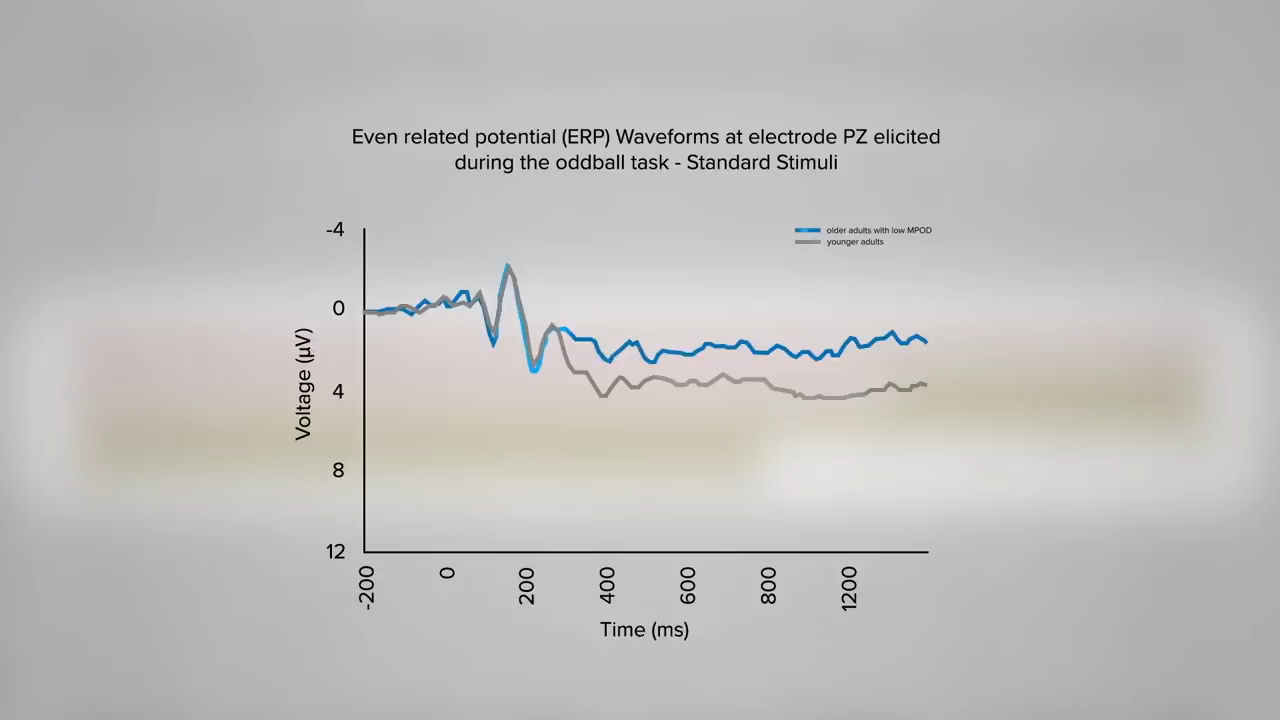 Even related potential (ERP) Waveforms at electrode PZ elicited
during the oddball task - Standard Stimuli
older adults with low MPOD
younger adults
-4
0
4
8
12
Voltage (µV)
-200
0
200
400
600
800
1200
Time (ms)